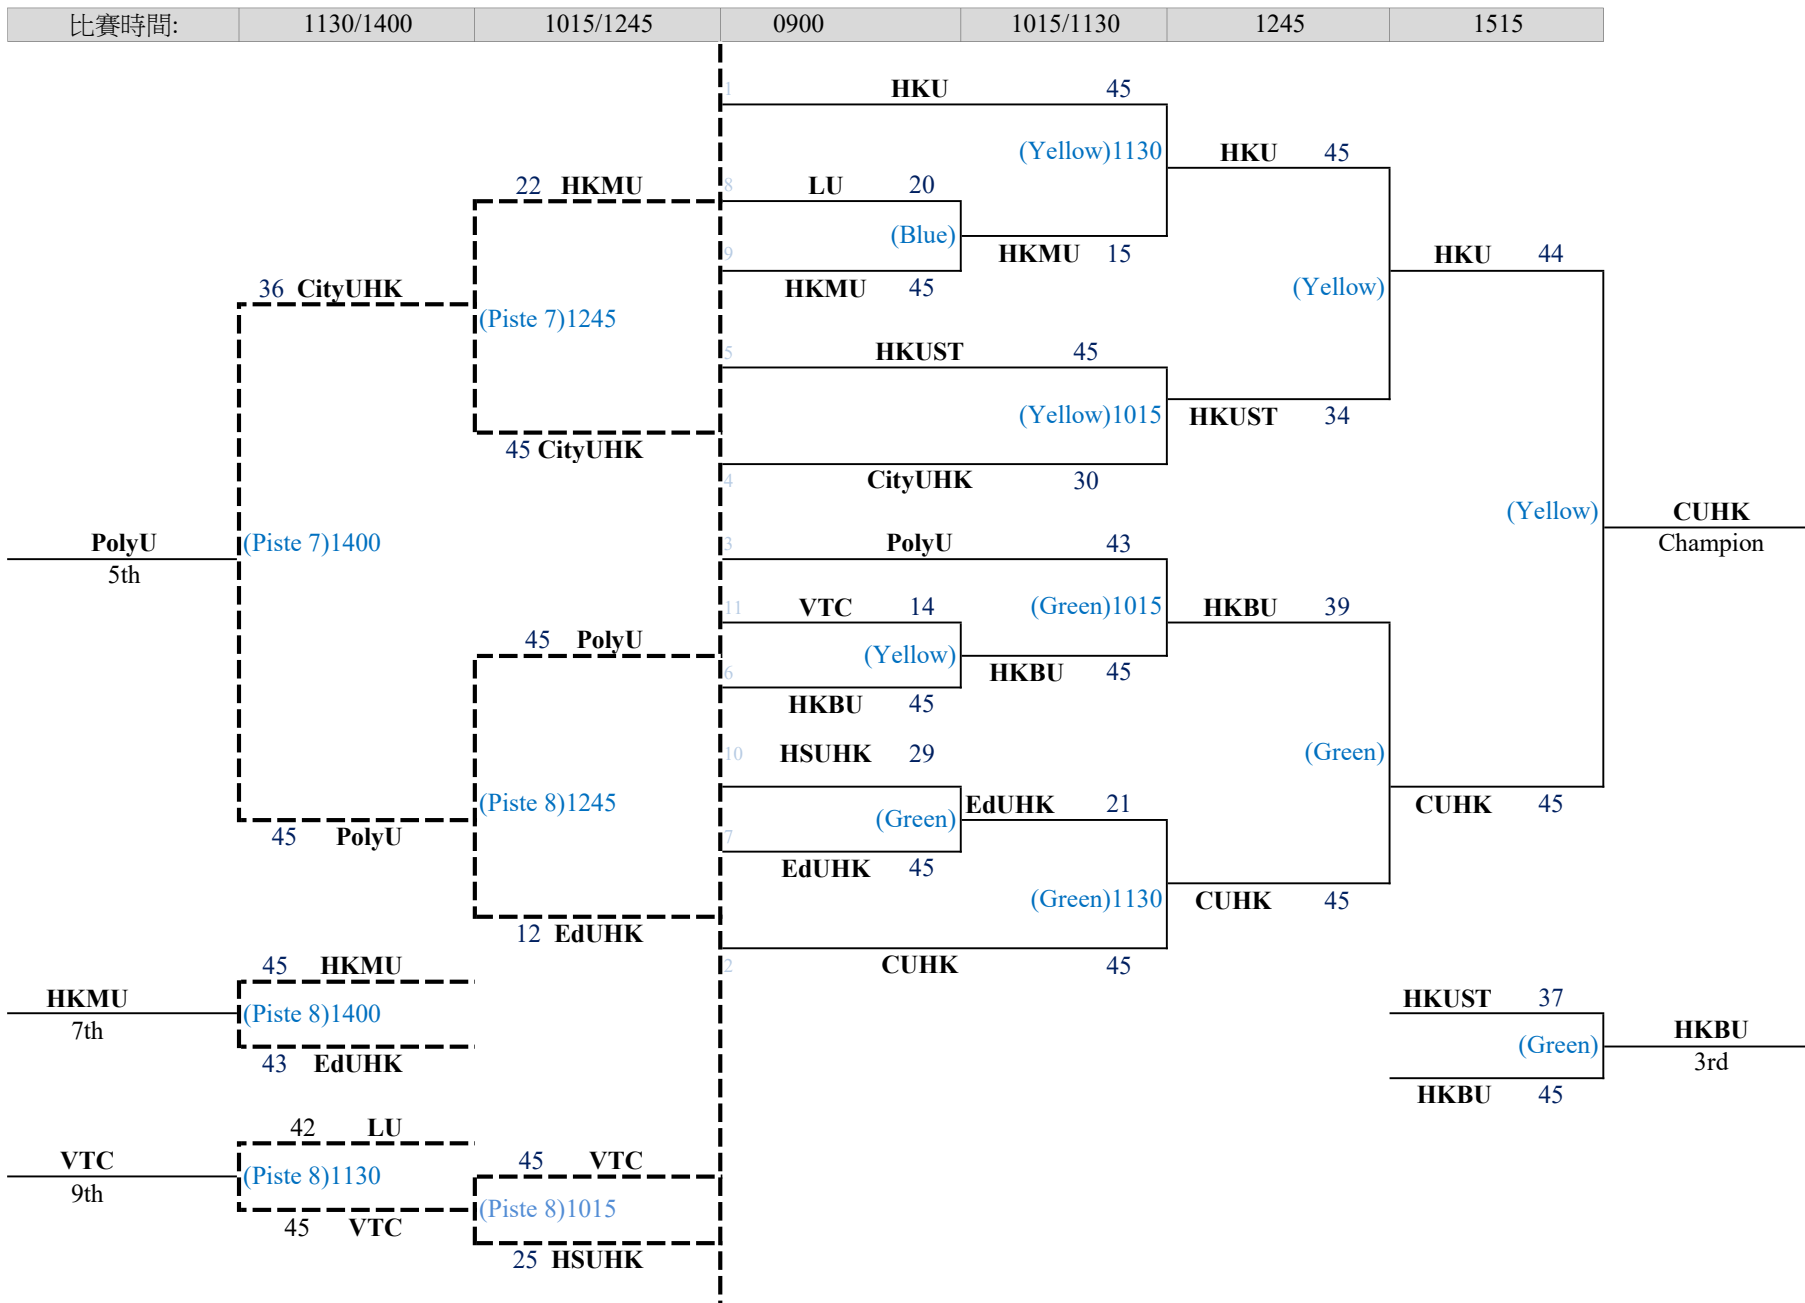 比賽時間: 1130/1400 1015/1245 0900 1015/1130 1245 1515
1 HKU 45
(Yellow)1130 HKU 45
22 HKMU 8 LU 20
(Blue)
9 HKMU 15 HKU 44
36 CityUHK HKMU 45 (Yellow)
(Piste 7)1245
5 HKUST 45
(Yellow)1015 HKUST 34
45 CityUHK
4 CityUHK 30
(Yellow) CUHK
PolyU (Piste 7)1400 3 PolyU 43 Champion
5th
11 VTC 14 (Green)1015 HKBU 39
45 PolyU (Yellow)
6 HKBU 45
HKBU 45
10 HSUHK 29 (Green)
(Piste 8)1245 EdUHK 21 CUHK 45
(Green)
45 PolyU 7
EdUHK 45
(Green)1130 CUHK 45
12 EdUHK
45 HKMU 2 CUHK 45
HKMU HKUST 37
(Piste 8)1400
7th HKBU
(Green)
43 EdUHK 3rd
HKBU 45
42 LU
VTC 45 VTC
(Piste 8)1130
9th
(Piste 8)1015
45 VTC
25 HSUHK